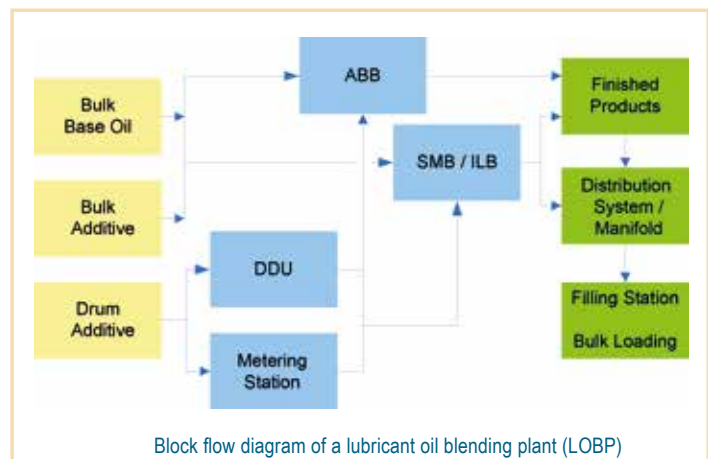 Bulk
Base Oil
Bulk
Additive
Drum
Additive
ABB
SMB / ILB
DDU
Metering
Station
Finished
Products
Distribution
System /
Manifold
Filling Station
Bulk Loading
Block flow diagram of a lubricant oil blending plant (LOBP)